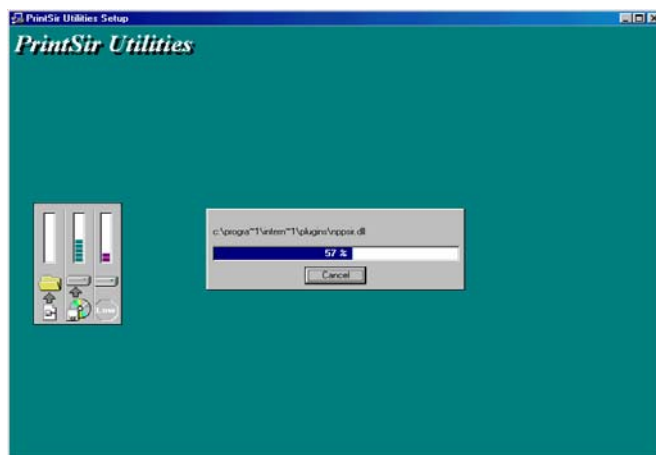 PrintSir Utilities Setup
PrintSir Utilities
c:\progra~1\intern~1\plugins\nppsir.dll
57 %
Cancel